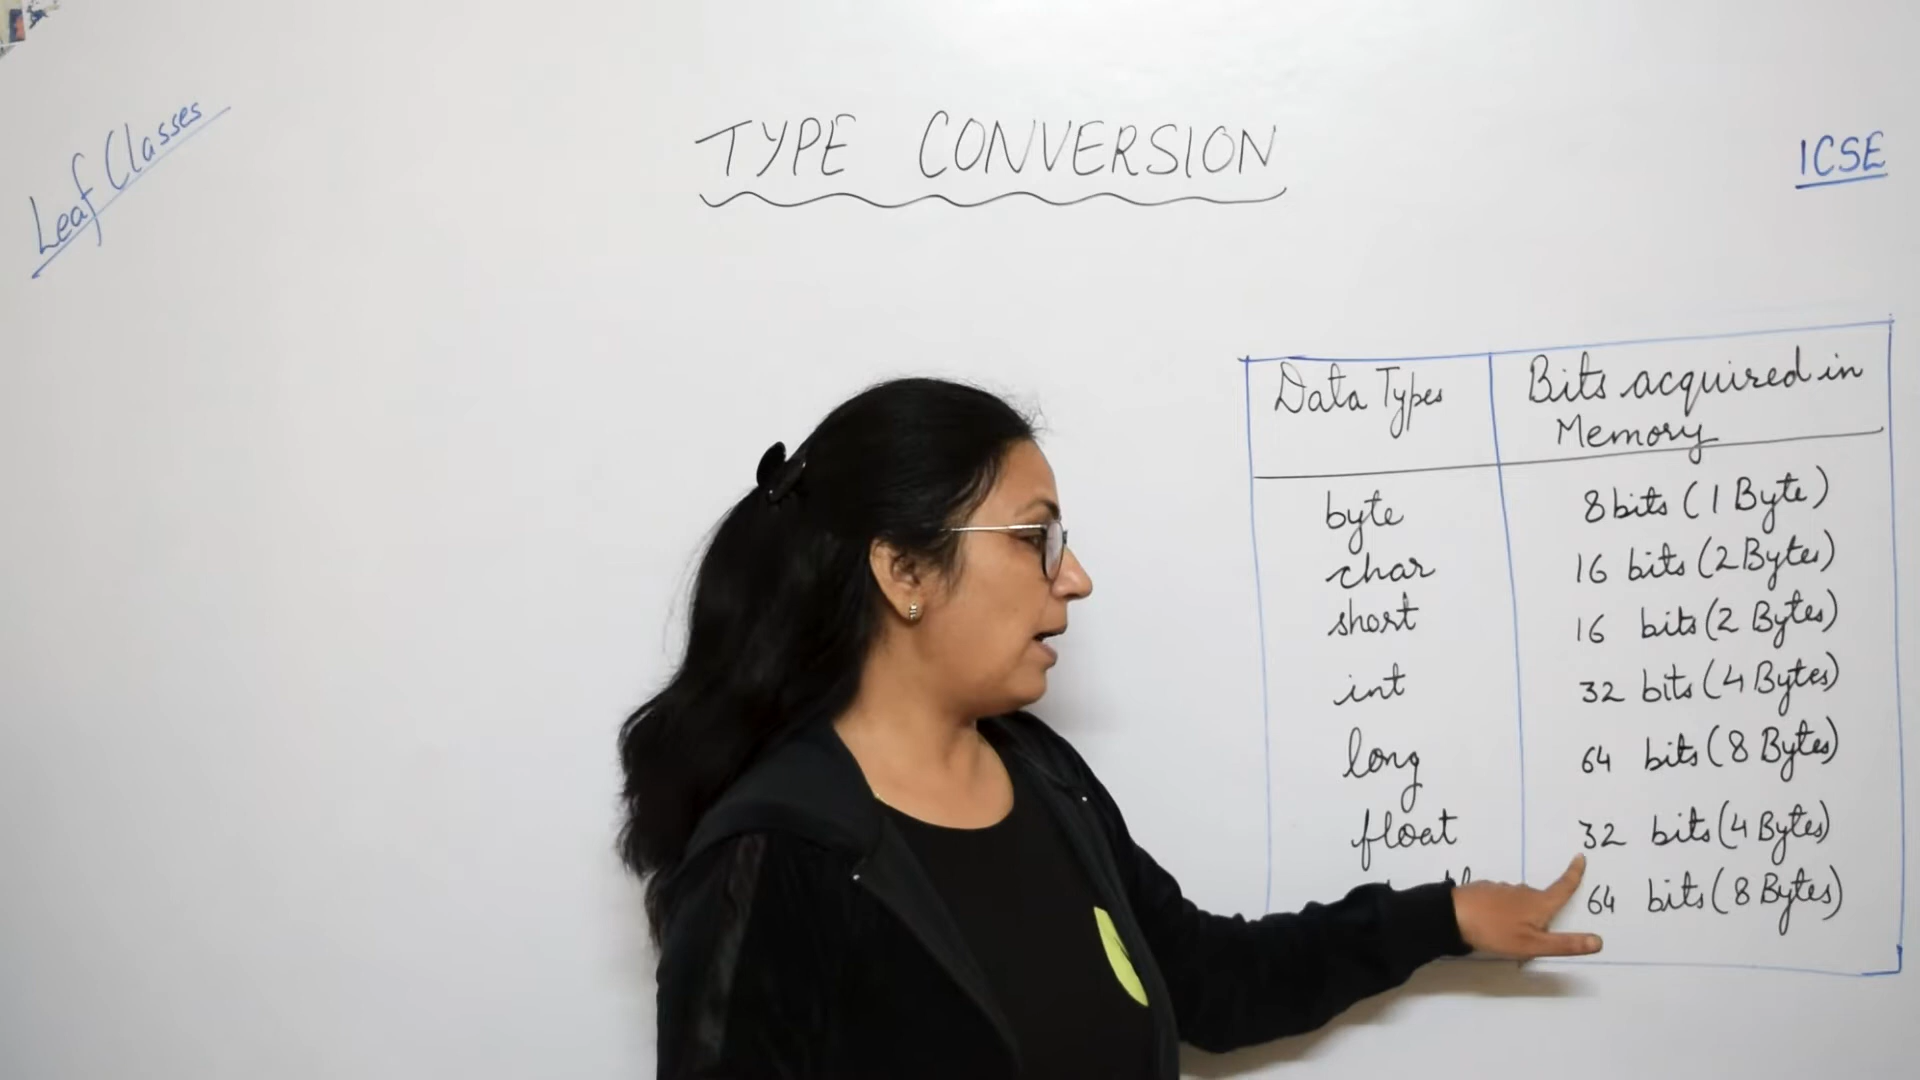 Leaf Classes
TYPE CONVERSION
ICSE
Data Types
Bits acquired in
Memory
byte 8 bits (1 Byte)
char 16 bits (2 Bytes)
short 16 bits (2 Bytes)
int 32 bits (4 Bytes)
long 64 bits (8 Bytes)
float 32 bits (4 Bytes)
64 bits (8 Bytes)